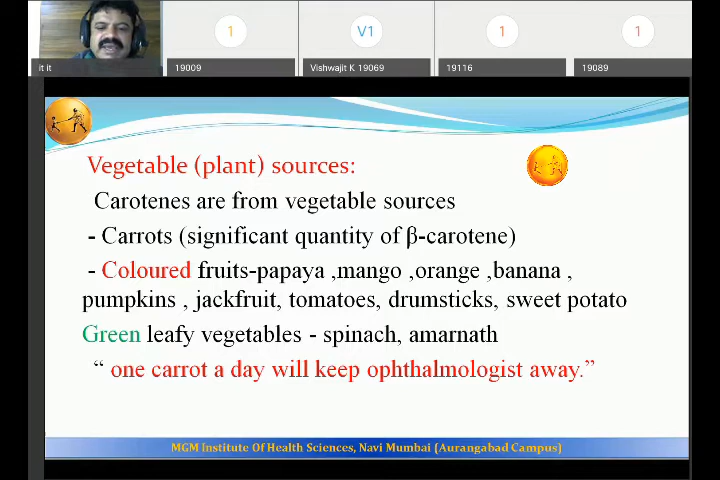 1
V1
1
1
it it
19009
Vishwajit K 19069
19116
19089
Vegetable (plant) sources:
Carotenes are from vegetable sources
- Carrots (significant quantity of β-carotene)
- Coloured fruits-papaya ,mango ,orange ,banana ,
pumpkins , jackfruit, tomatoes, drumsticks, sweet potato
Green leafy vegetables - spinach, amarnath
“ one carrot a day will keep ophthalmologist away.”
MGM Institute Of Health Sciences, Navi Mumbai (Aurangabad Campus)